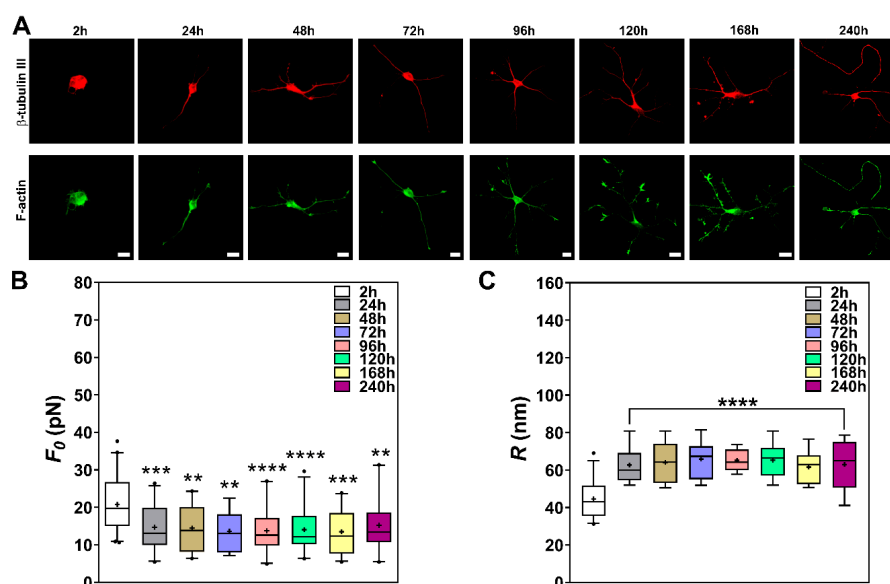 A
2h 24h 48h 72h 96h 120h 168h 240h
β-tubulin III
F-actin
B
F0 (pN)
80
70
60
50
40
30
20
10
0
2h
24h
48h
72h
96h
120h
168h
240h
*** ** ** **** **** *** **
C
R (nm)
160
140
120
100
80
60
40
20
0
2h
24h
48h
72h
96h
120h
168h
240h
****